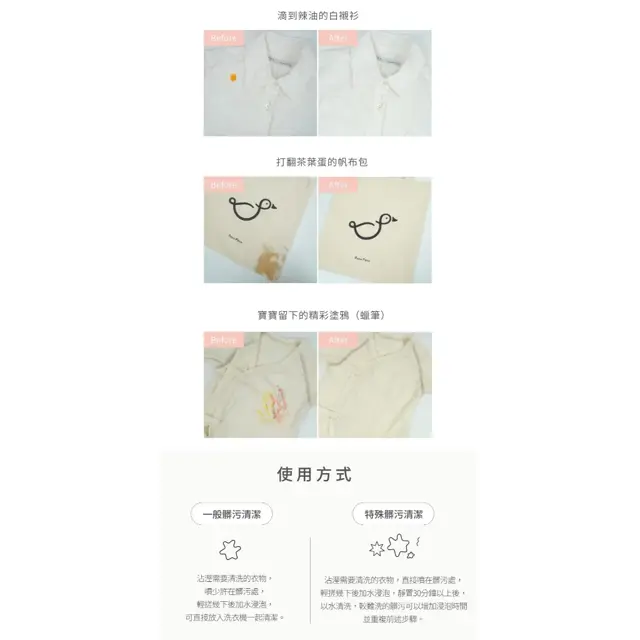 滴到辣油的白襯衫
Before
After
打翻茶葉蛋的帆布包
Before
After
寶寶留下的精彩塗鴉（蠟筆）
Before
After
使用方式
一般髒污清潔
沾溼需要清洗的衣物，
噴少許在髒污處，
輕搓幾下後加水浸泡，
可直接放入洗衣機一起清潔。
特殊髒污清潔
沾溼需要清洗的衣物，直接噴在髒污處，
輕搓幾下後加水浸泡，靜置30分鐘以上後，
以水清洗，較難洗的髒污可以增加浸泡時間
並重複前述步驟。